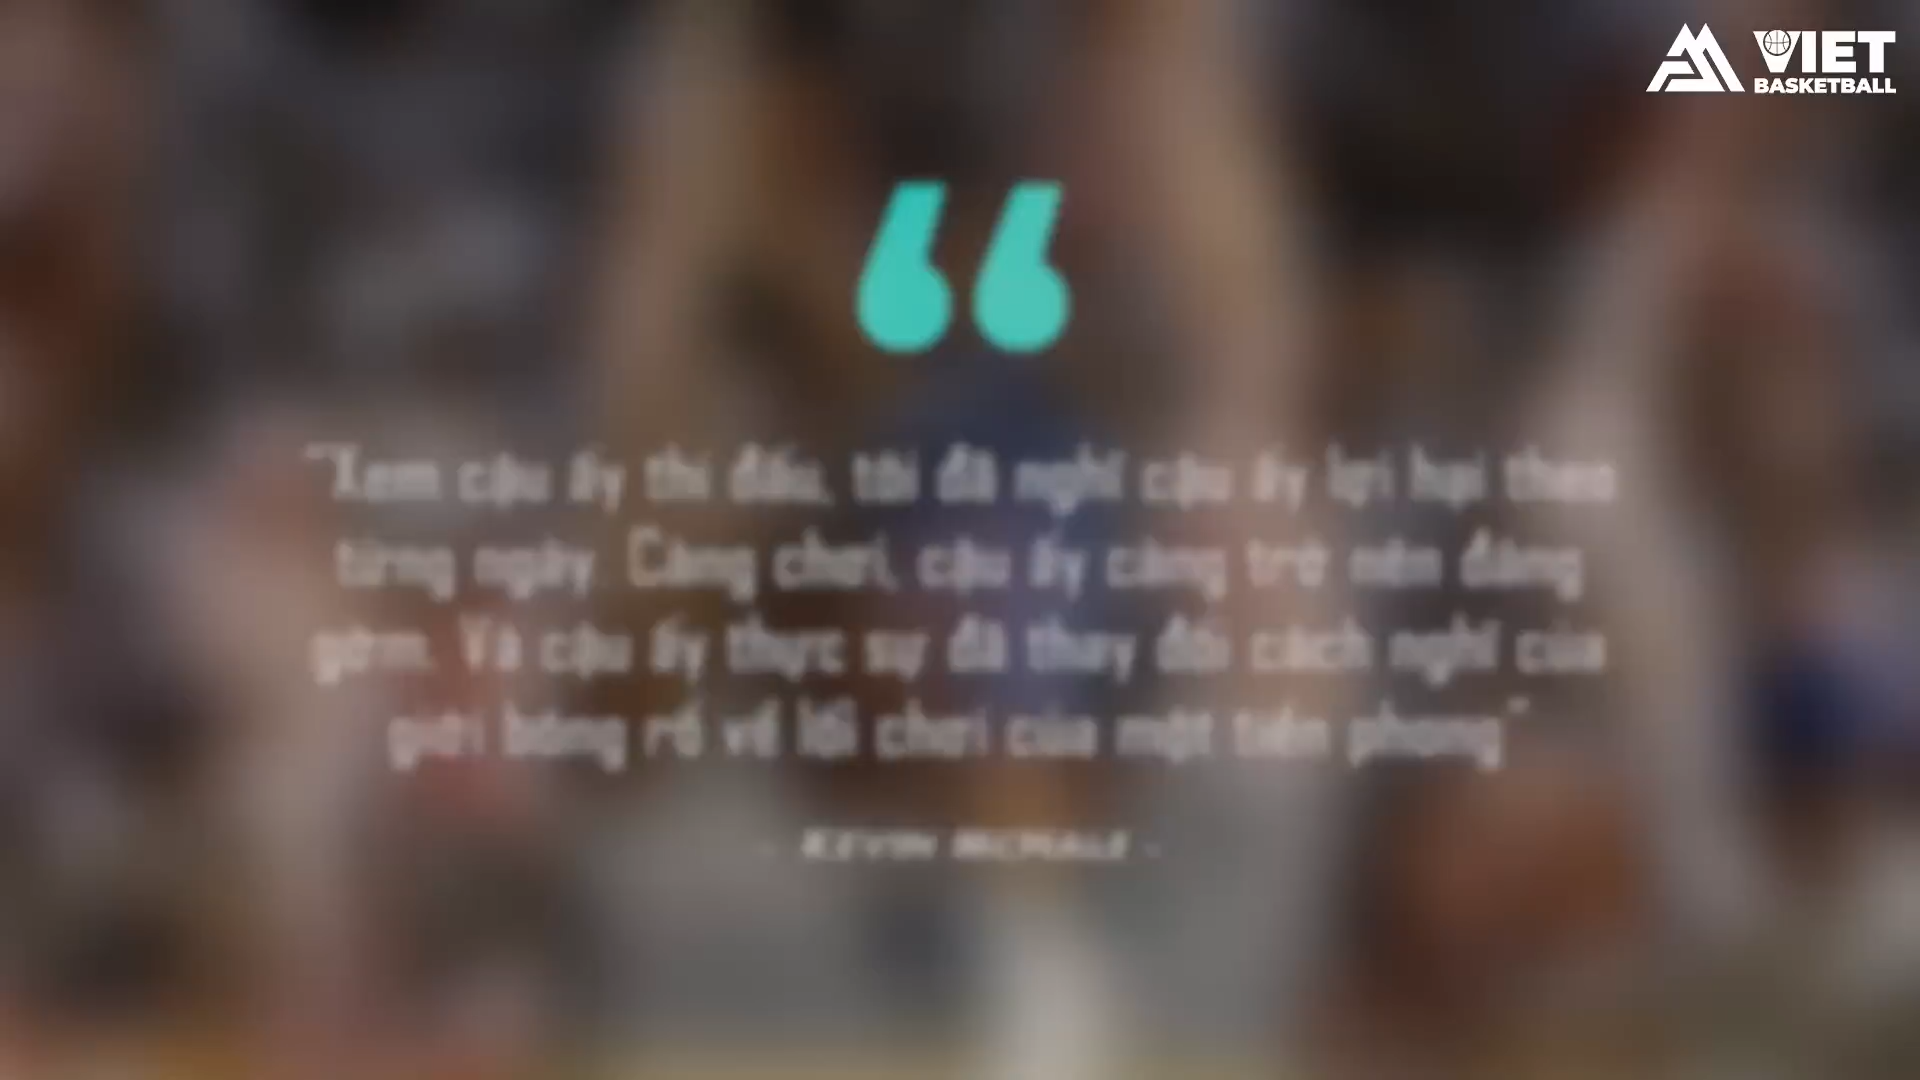 VIET
BASKETBALL
"Xem cậu ấy thi đấu, tôi đã nghĩ cậu ấy lợi hại theo
từng ngày. Càng chơi, cậu ấy càng trở nên đáng
gờm. Và cậu ấy thực sự đã thay đổi cách nghĩ của
giới bóng rổ về lối chơi của một tiền phong"
- KEVIN MCHALE -